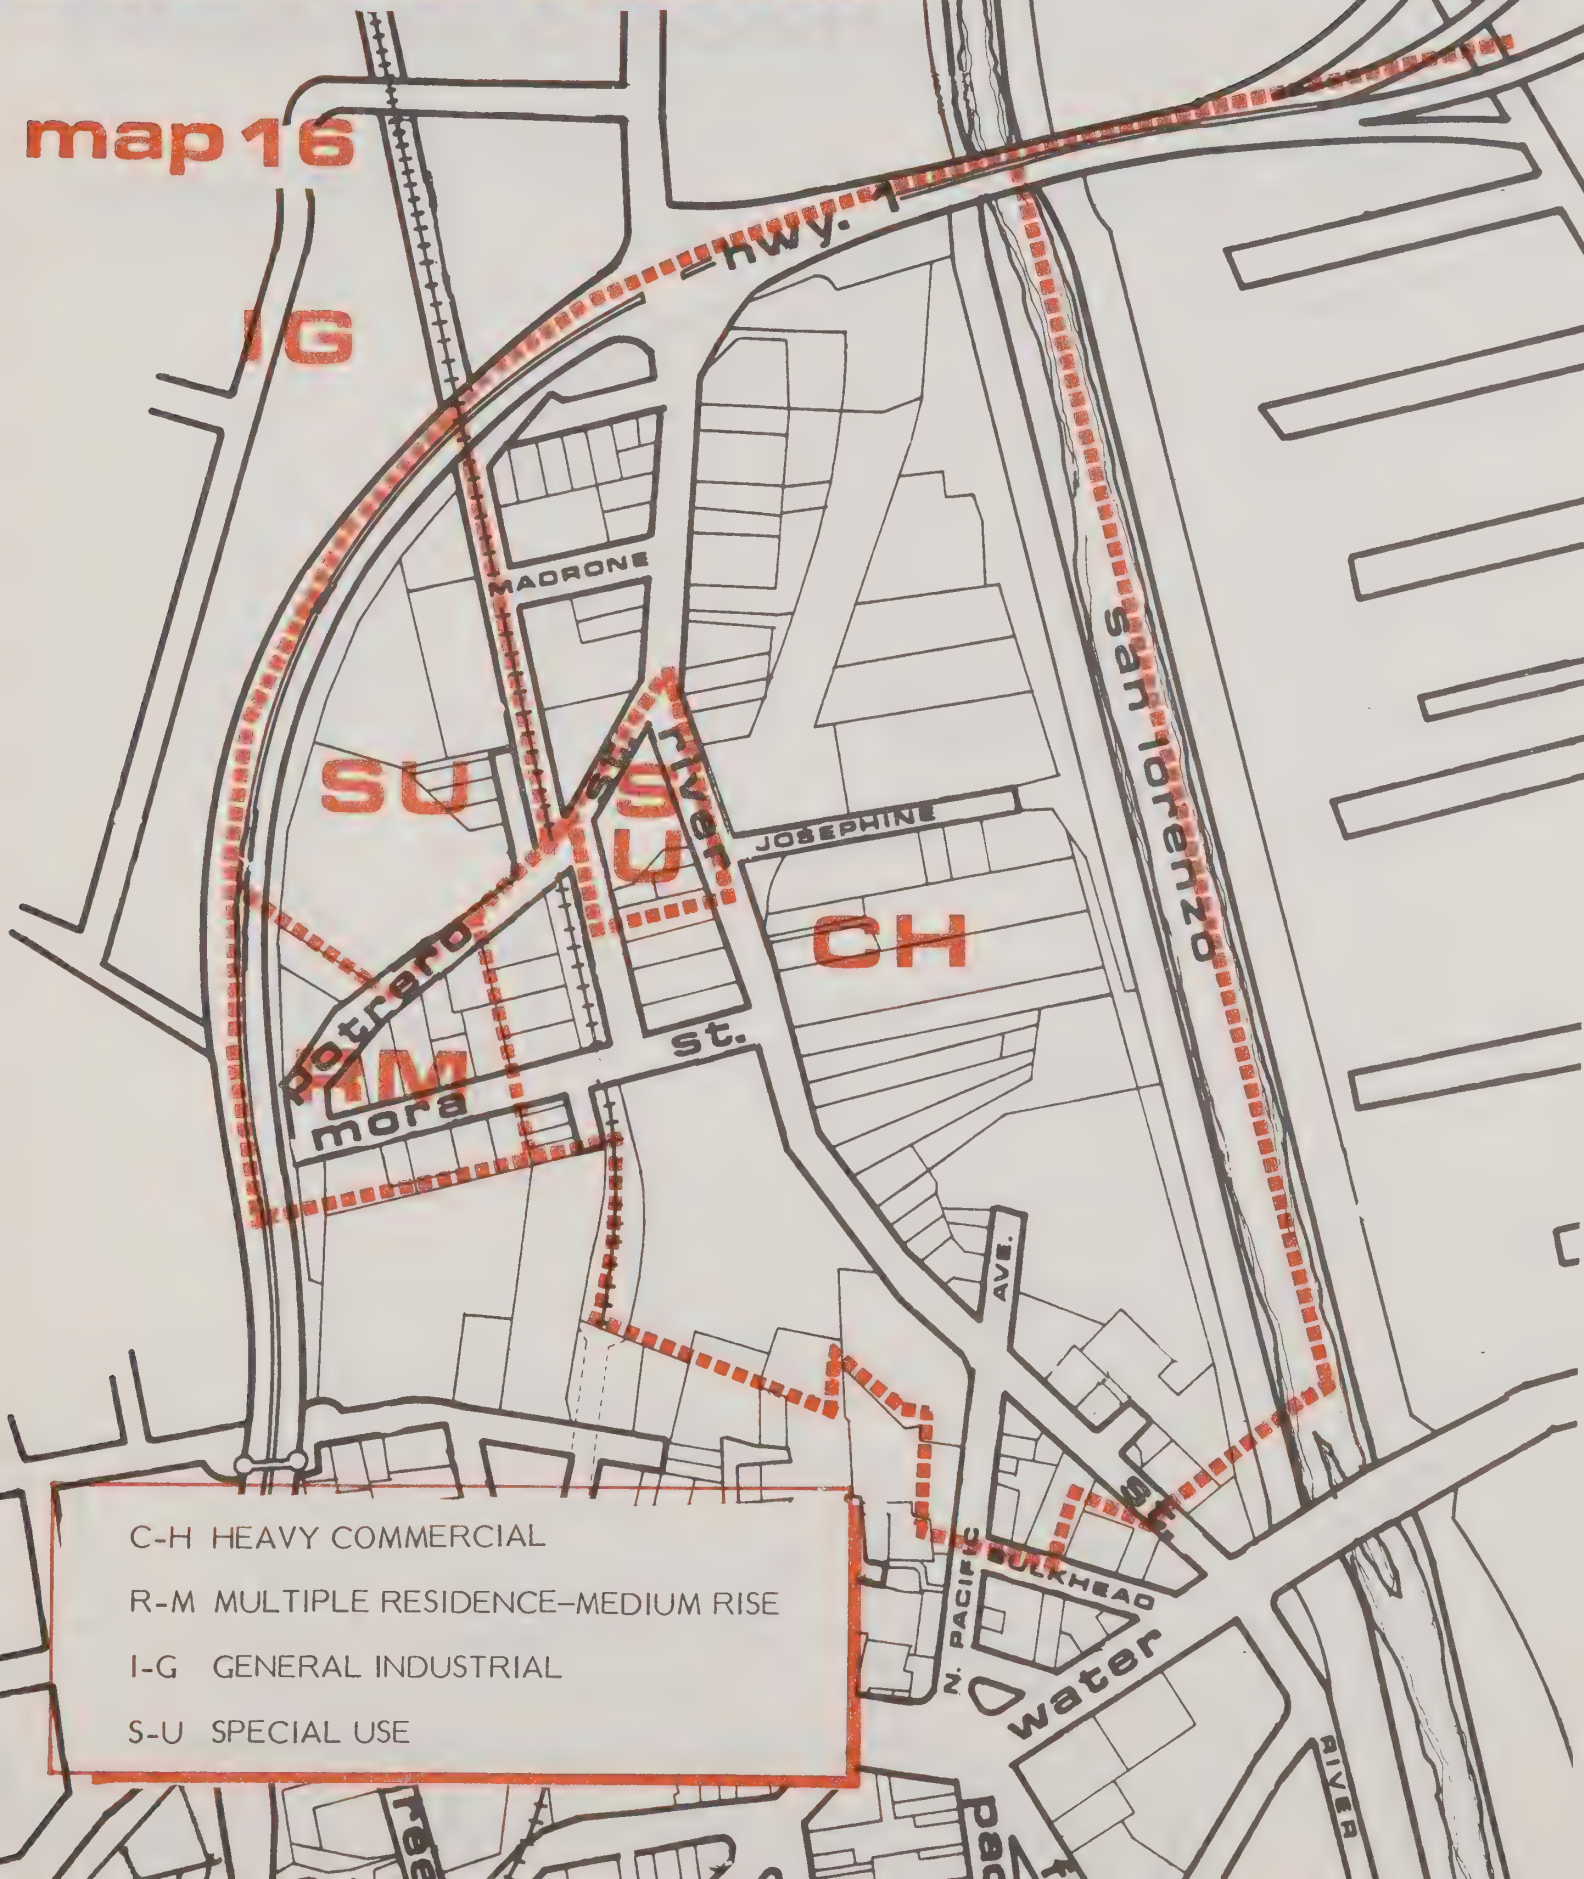 map 16
hwy. 1
IG
MADRONE
san lorenzo
SU
st.
SU
river
JOSEPHINE
CH
potrero
st.
RM
mora
AVE.
st.
C-H HEAVY COMMERCIAL
R-M MULTIPLE RESIDENCE-MEDIUM RISE
I-G GENERAL INDUSTRIAL
S-U SPECIAL USE
N. PACIFIC
BULKHEAD
water
RIVER